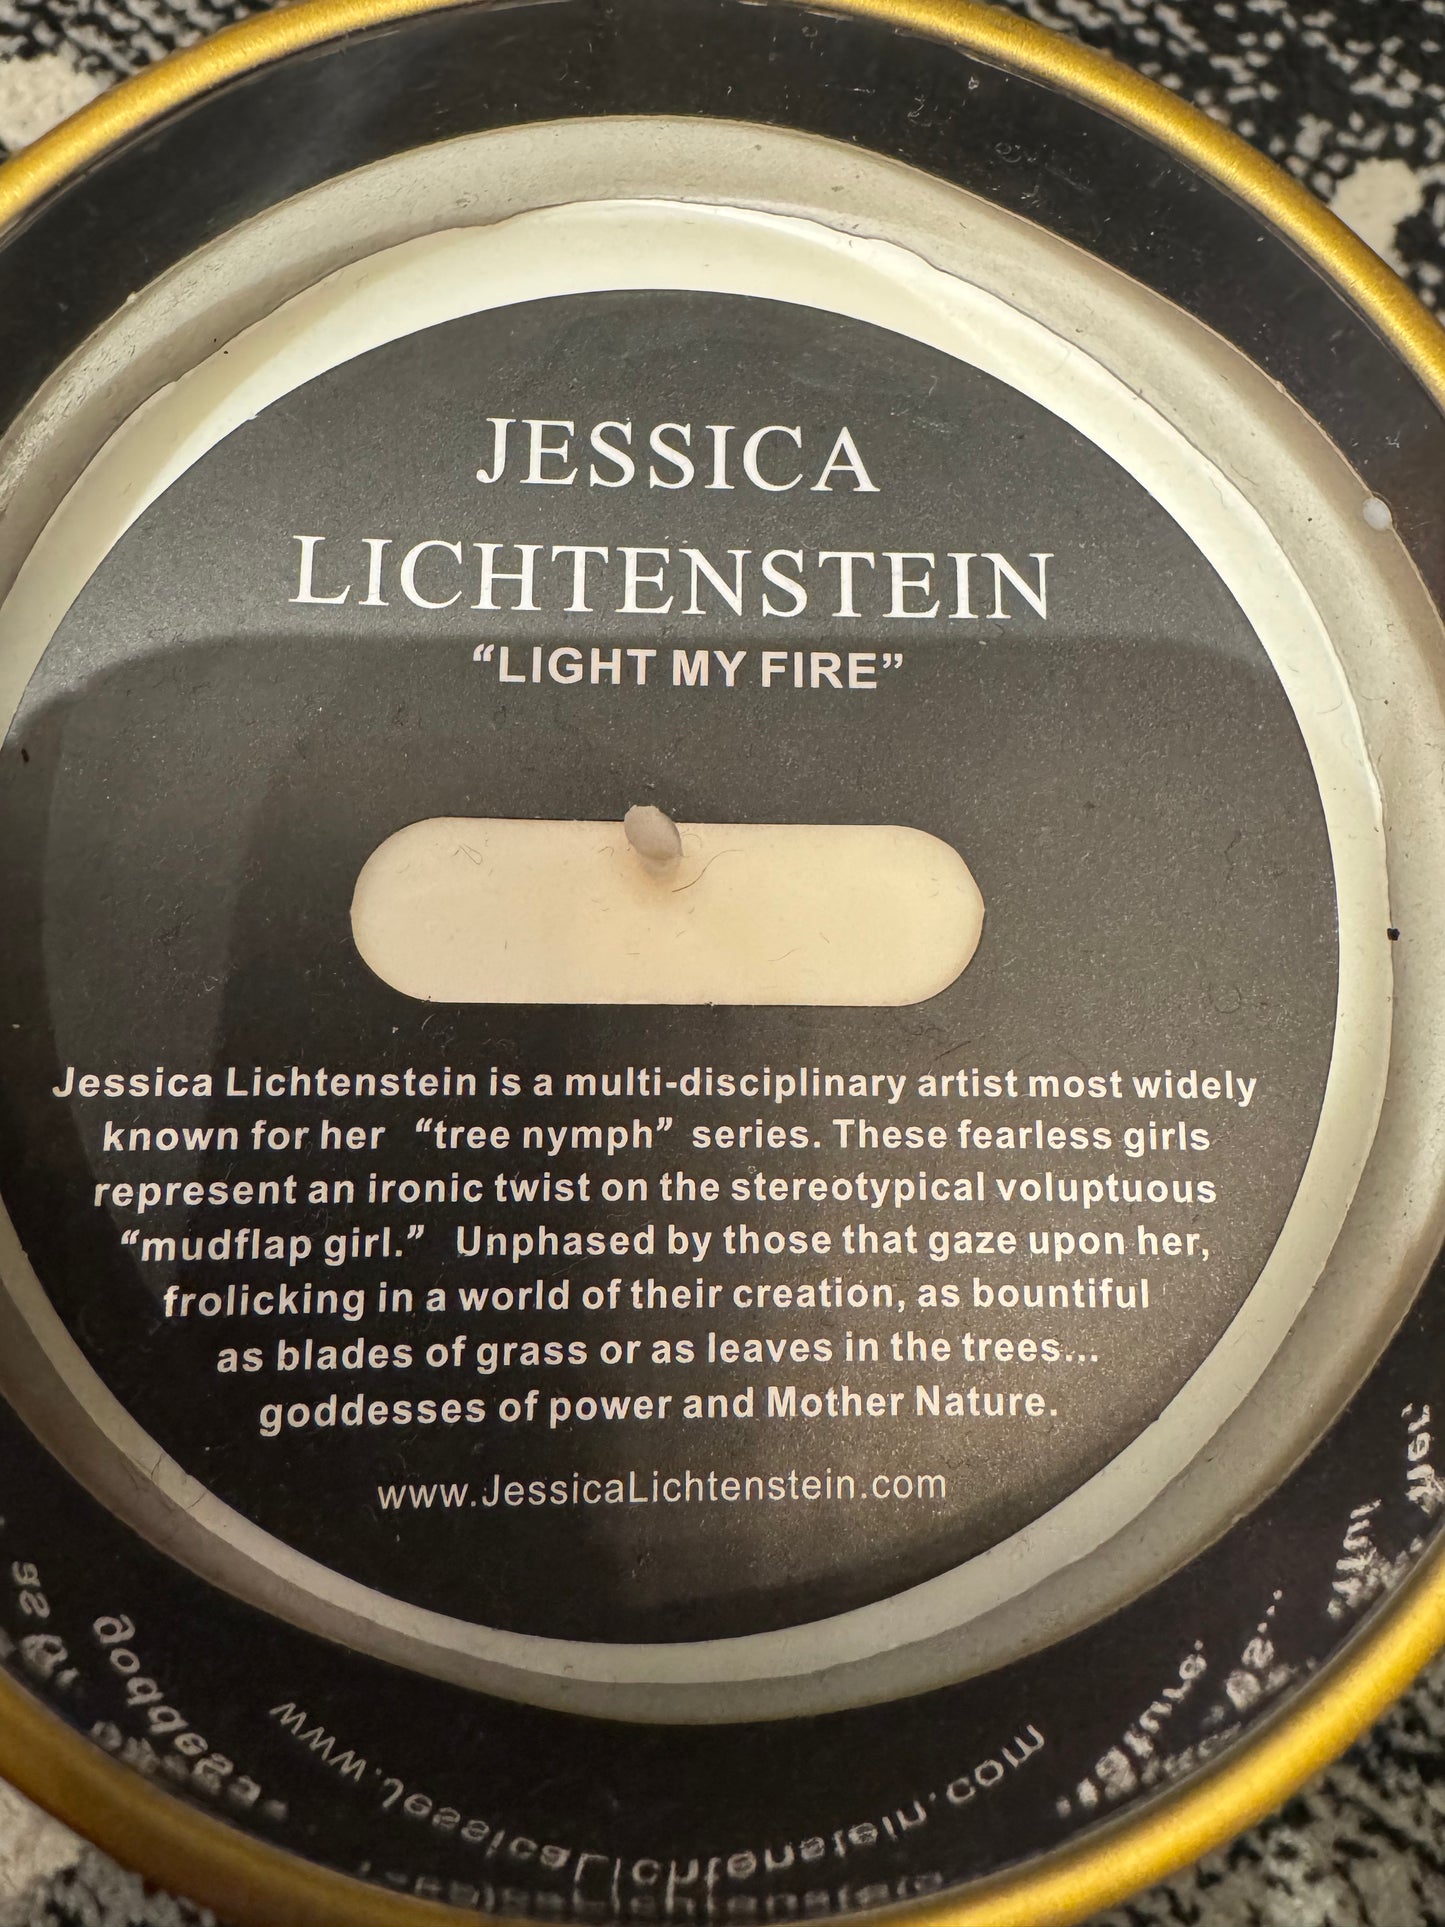 JESSICA
LICHTENSTEIN
“LIGHT MY FIRE”
Jessica Lichtenstein is a multi-disciplinary artist most widely
known for her “tree nymph” series. These fearless girls
represent an ironic twist on the stereotypical voluptuous
“mudflap girl.” Unphased by those that gaze upon her,
frolicking in a world of their creation, as bountiful
as blades of grass or as leaves in the trees...
goddesses of power and Mother Nature.
www.JessicaLichtenstein.com